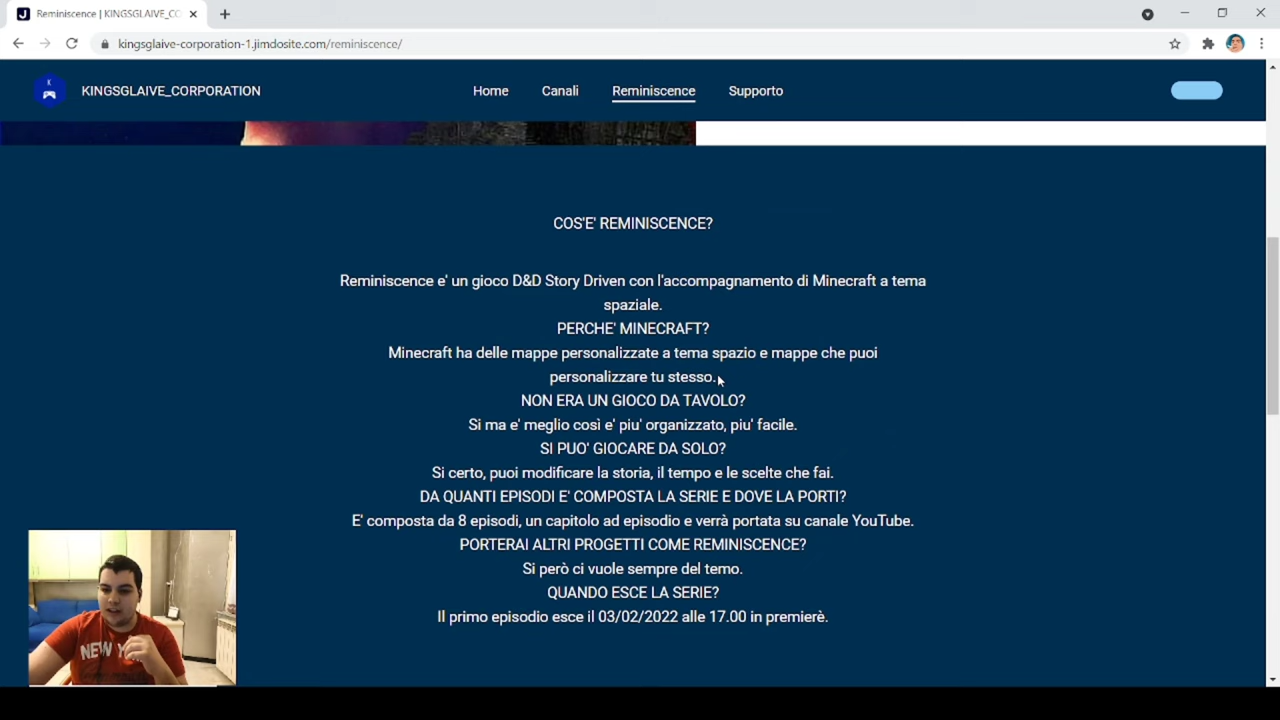 Reminiscence | KINGSGLAIVE_CO
kingsglaive-corporation-1.jimdosite.com/reminiscence/
K
KINGSGLAIVE_CORPORATION
Home
Canali
Reminiscence
Supporto
COS'E' REMINISCENCE?
Reminiscence e' un gioco D&D Story Driven con l'accompagnamento di Minecraft a tema
spaziale.
PERCHE' MINECRAFT?
Minecraft ha delle mappe personalizzate a tema spazio e mappe che puoi
personalizzare tu stesso.
NON ERA UN GIOCO DA TAVOLO?
Si ma e' meglio così e' piu' organizzato, piu' facile.
SI PUO' GIOCARE DA SOLO?
Si certo, puoi modificare la storia, il tempo e le scelte che fai.
DA QUANTI EPISODI E' COMPOSTA LA SERIE E DOVE LA PORTI?
E' composta da 8 episodi, un capitolo ad episodio e verrà portata su canale YouTube.
PORTERAI ALTRI PROGETTI COME REMINISCENCE?
Si però ci vuole sempre del temo.
QUANDO ESCE LA SERIE?
Il primo episodio esce il 03/02/2022 alle 17.00 in premierè.
NEW